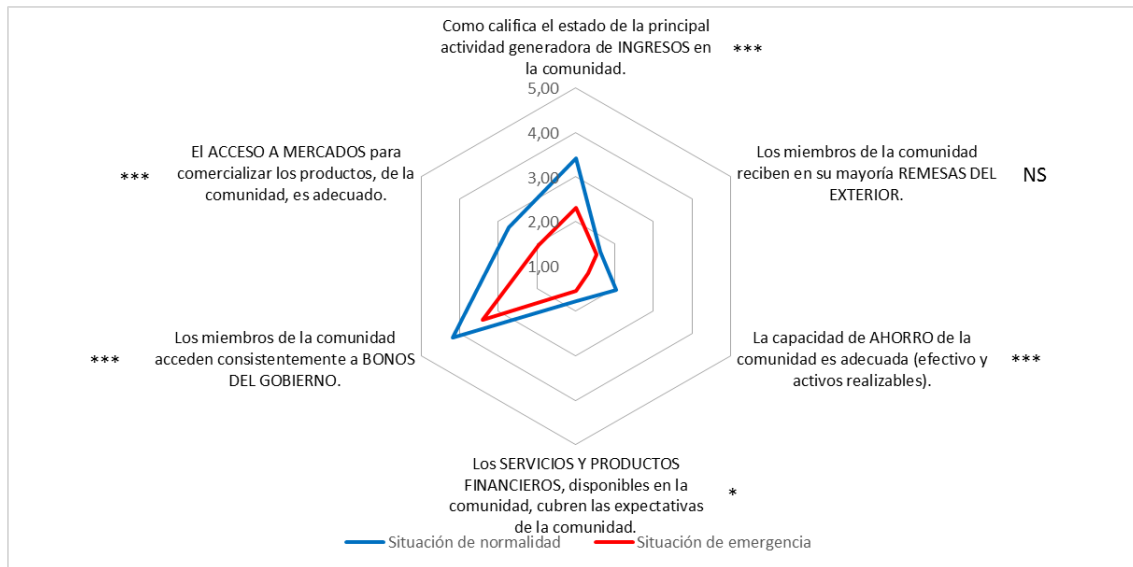 Como califica el estado de la principal
actividad generadora de INGRESOS en
la comunidad.
***
5,00
4,00
3,00
2,00
1,00
Los miembros de la comunidad
reciben en su mayoría REMESAS DEL
EXTERIOR.
NS
La capacidad de AHORRO de la
comunidad es adecuada (efectivo y
activos realizables).
***
Los SERVICIOS Y PRODUCTOS
FINANCIEROS, disponibles en la
comunidad, cubren las expectativas
de la comunidad.
*
Los miembros de la comunidad
acceden consistentemente a BONOS
DEL GOBIERNO.
***
El ACCESO A MERCADOS para
comercializar los productos, de la
comunidad, es adecuado.
***
Situación de normalidad
Situación de emergencia